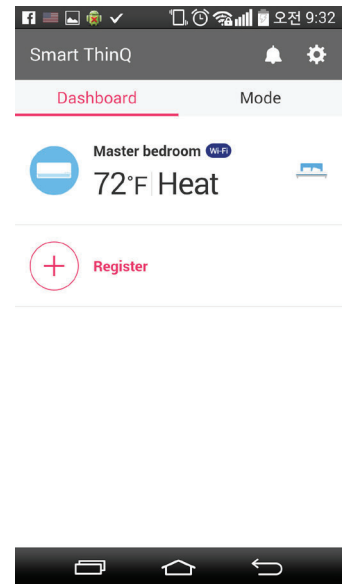 오전 9:32
Smart ThinQ
Dashboard Mode
Master bedroom Wi-Fi
72°F Heat
Register